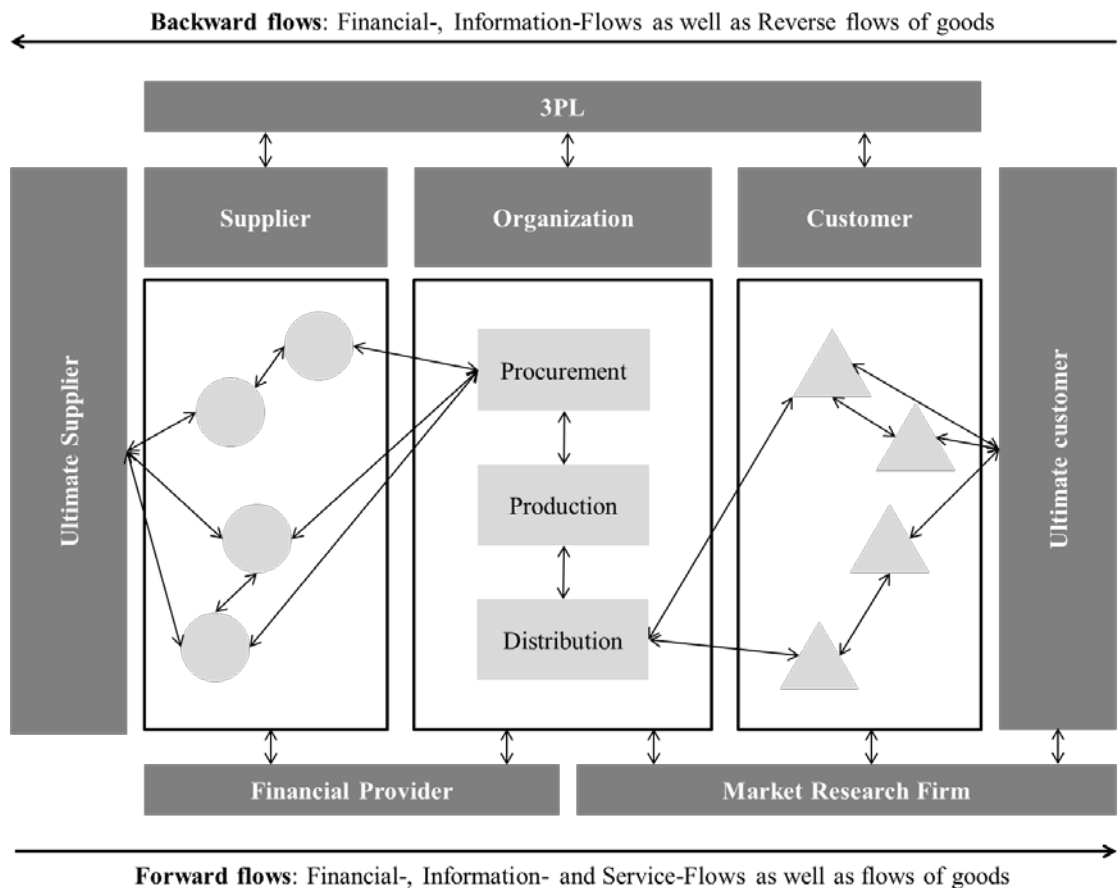 Backward flows: Financial-, Information-Flows as well as Reverse flows of goods
3PL
Ultimate Supplier
Supplier
Organization
Customer
Ultimate customer
Procurement
Production
Distribution
Financial Provider
Market Research Firm
Forward flows: Financial-, Information- and Service-Flows as well as flows of goods